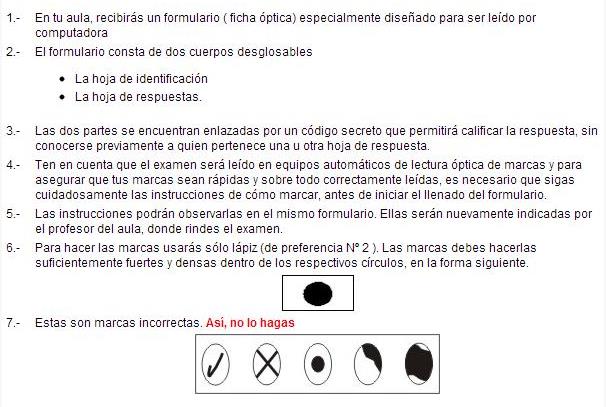 1.- En tu aula, recibirás un formulario ( ficha óptica) especialmente diseñado para ser leído por
computadora
2.- El formulario consta de dos cuerpos desglosables
• La hoja de identificación
• La hoja de respuestas.
3.- Las dos partes se encuentran enlazadas por un código secreto que permitirá calificar la respuesta, sin
conocerse previamente a quien pertenece una u otra hoja de respuesta.
4.- Ten en cuenta que el examen será leído en equipos automáticos de lectura óptica de marcas y para
asegurar que tus marcas sean rápidas y sobre todo correctamente leídas, es necesario que sigas
cuidadosamente las instrucciones de cómo marcar, antes de iniciar el llenado del formulario.
5.- Las instrucciones podrán observarlas en el mismo formulario. Ellas serán nuevamente indicadas por
el profesor del aula, donde rindes el examen.
6.- Para hacer las marcas usarás sólo lápiz (de preferencia Nº 2 ). Las marcas debes hacerlas
suficientemente fuertes y densas dentro de los respectivos círculos, en la forma siguiente.
7.- Estas son marcas incorrectas. Así, no lo hagas